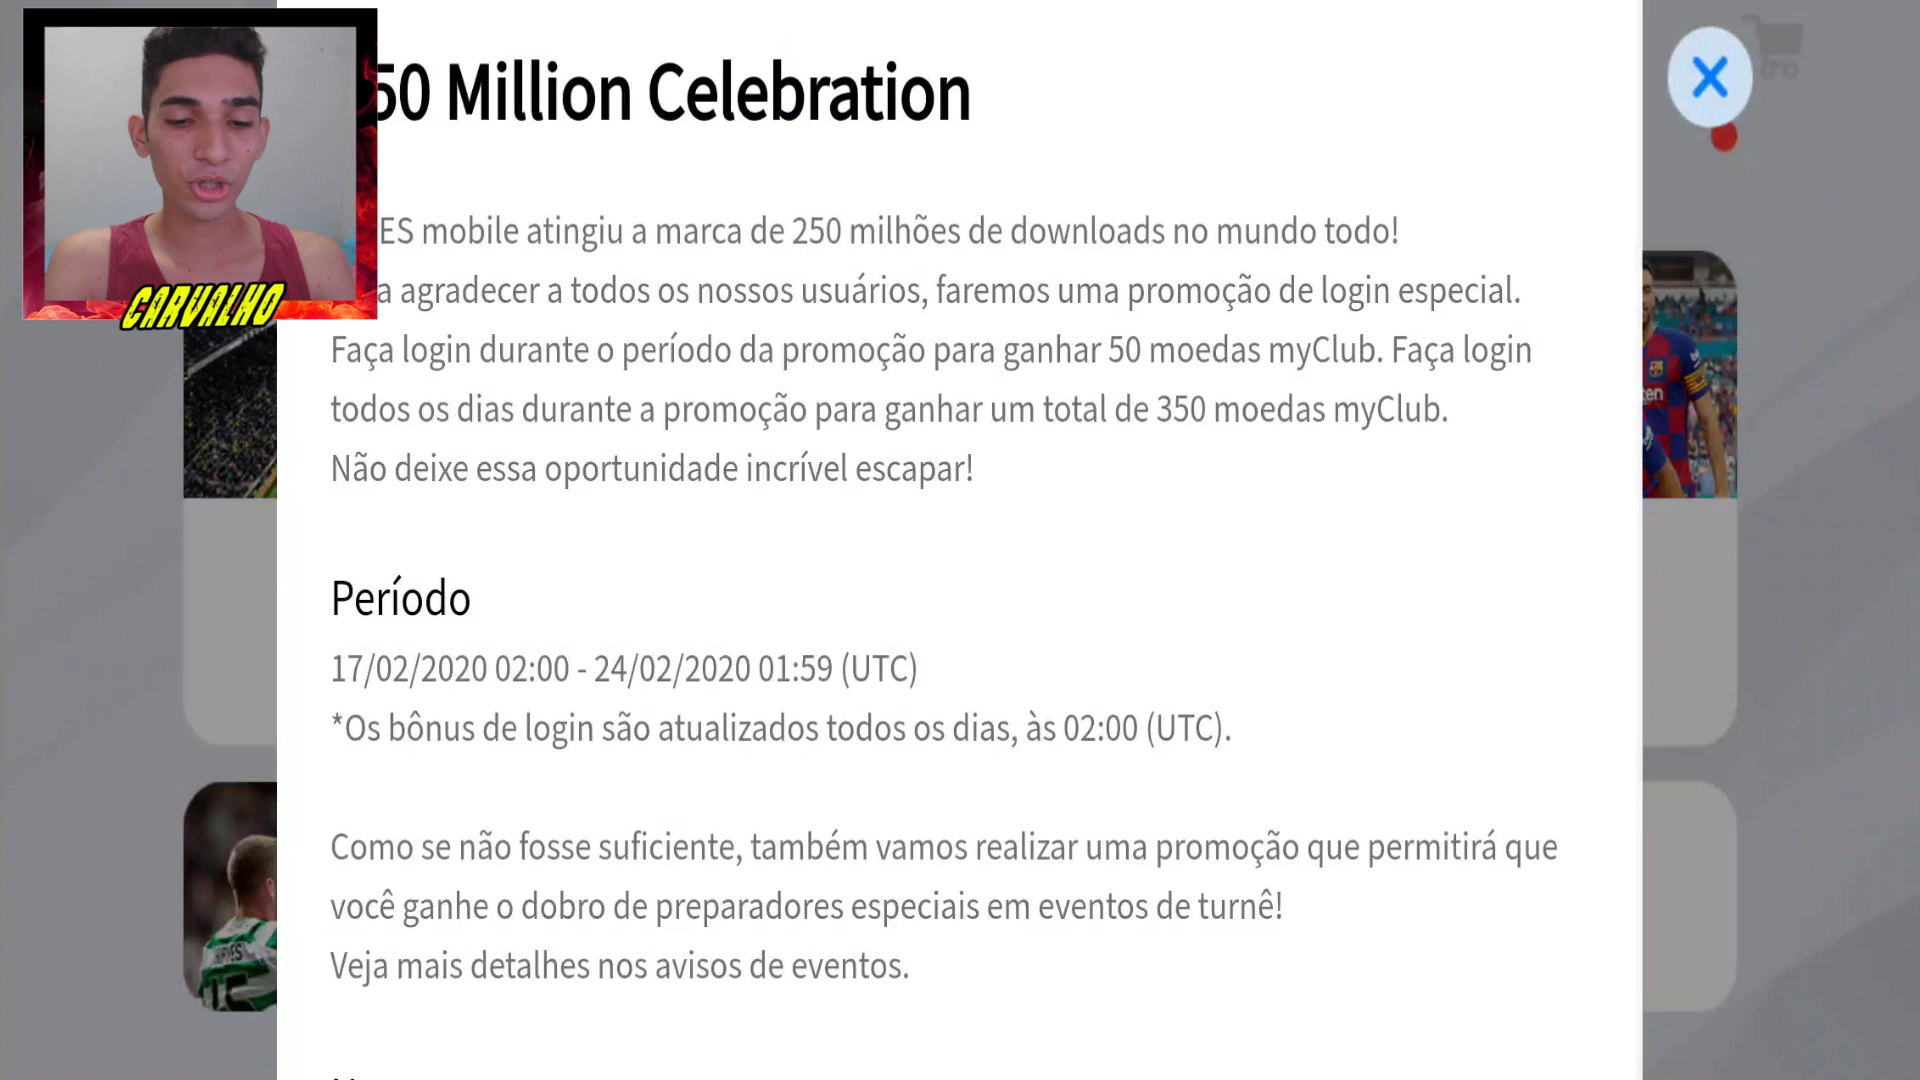 50 Million Celebration
ES mobile atingiu a marca de 250 milhões de downloads no mundo todo!
a agradecer a todos os nossos usuários, faremos uma promoção de login especial.
CARVALHO
Faça login durante o período da promoção para ganhar 50 moedas myClub. Faça login
todos os dias durante a promoção para ganhar um total de 350 moedas myClub.
Não deixe essa oportunidade incrível escapar!
Período
17/02/2020 02:00 - 24/02/2020 01:59 (UTC)
*Os bônus de login são atualizados todos os dias, às 02:00 (UTC).
Como se não fosse suficiente, também vamos realizar uma promoção que permitirá que
você ganhe o dobro de preparadores especiais em eventos de turnê!
Veja mais detalhes nos avisos de eventos.
15